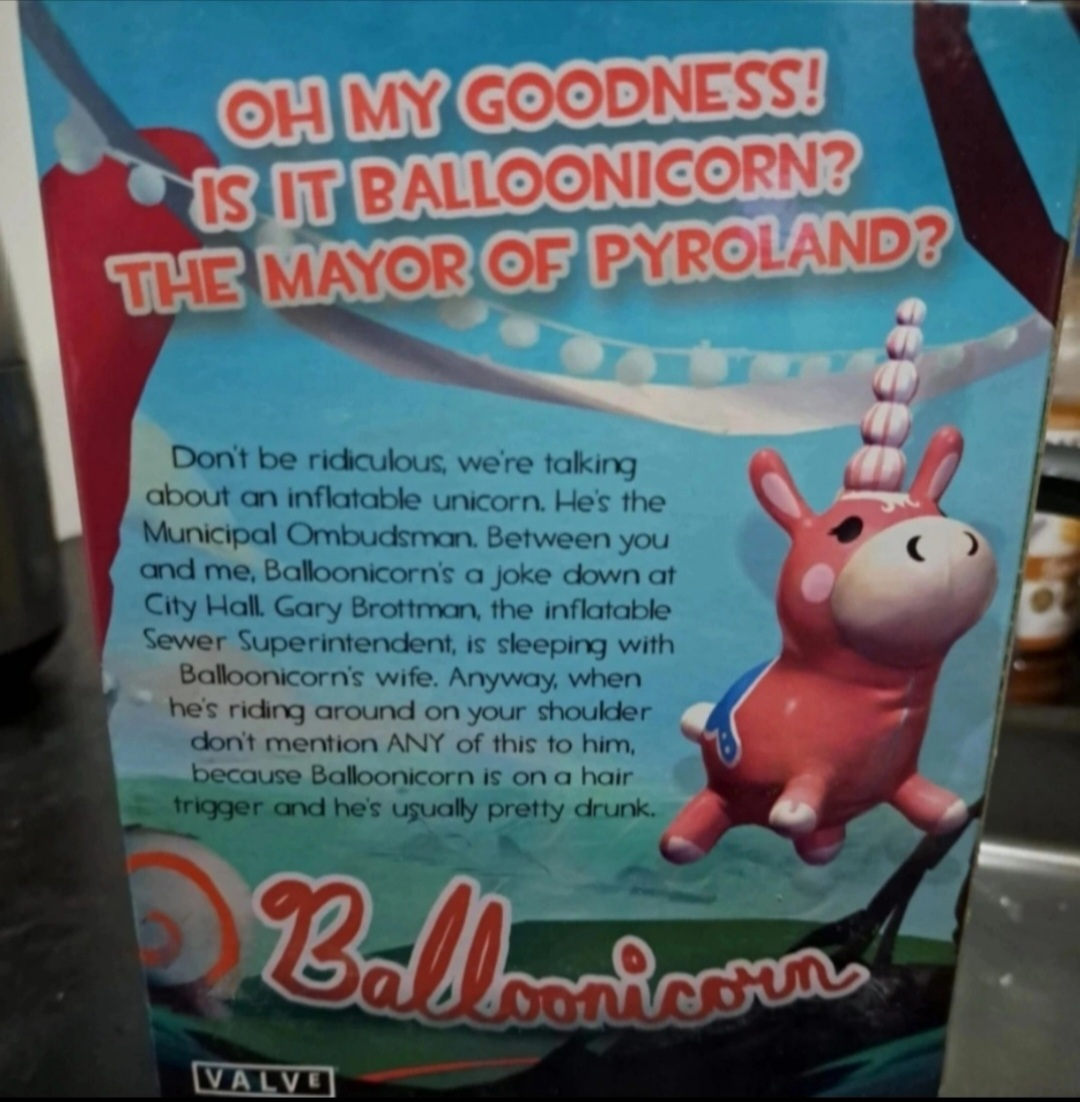 OH MY GOODNESS!
IS IT BALLOONICORN?
THE MAYOR OF PYROLAND?
Don't be ridiculous, we're talking
about an inflatable unicorn. He's the
Municipal Ombudsman. Between you
and me, Balloonicorn's a joke down at
City Hall. Gary Brottman, the inflatable
Sewer Superintendent, is sleeping with
Balloonicorn's wife. Anyway, when
he's riding around on your shoulder
don't mention ANY of this to him,
because Balloonicorn is on a hair
trigger and he's usually pretty drunk.
Balloonicorn
VALVE